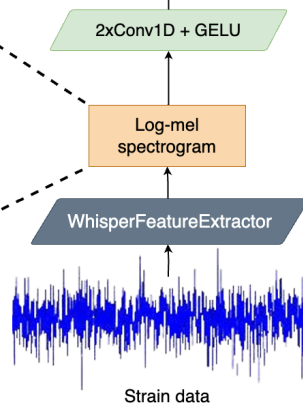 2xConv1D + GELU
Log-mel
spectrogram
WhisperFeatureExtractor
Strain data